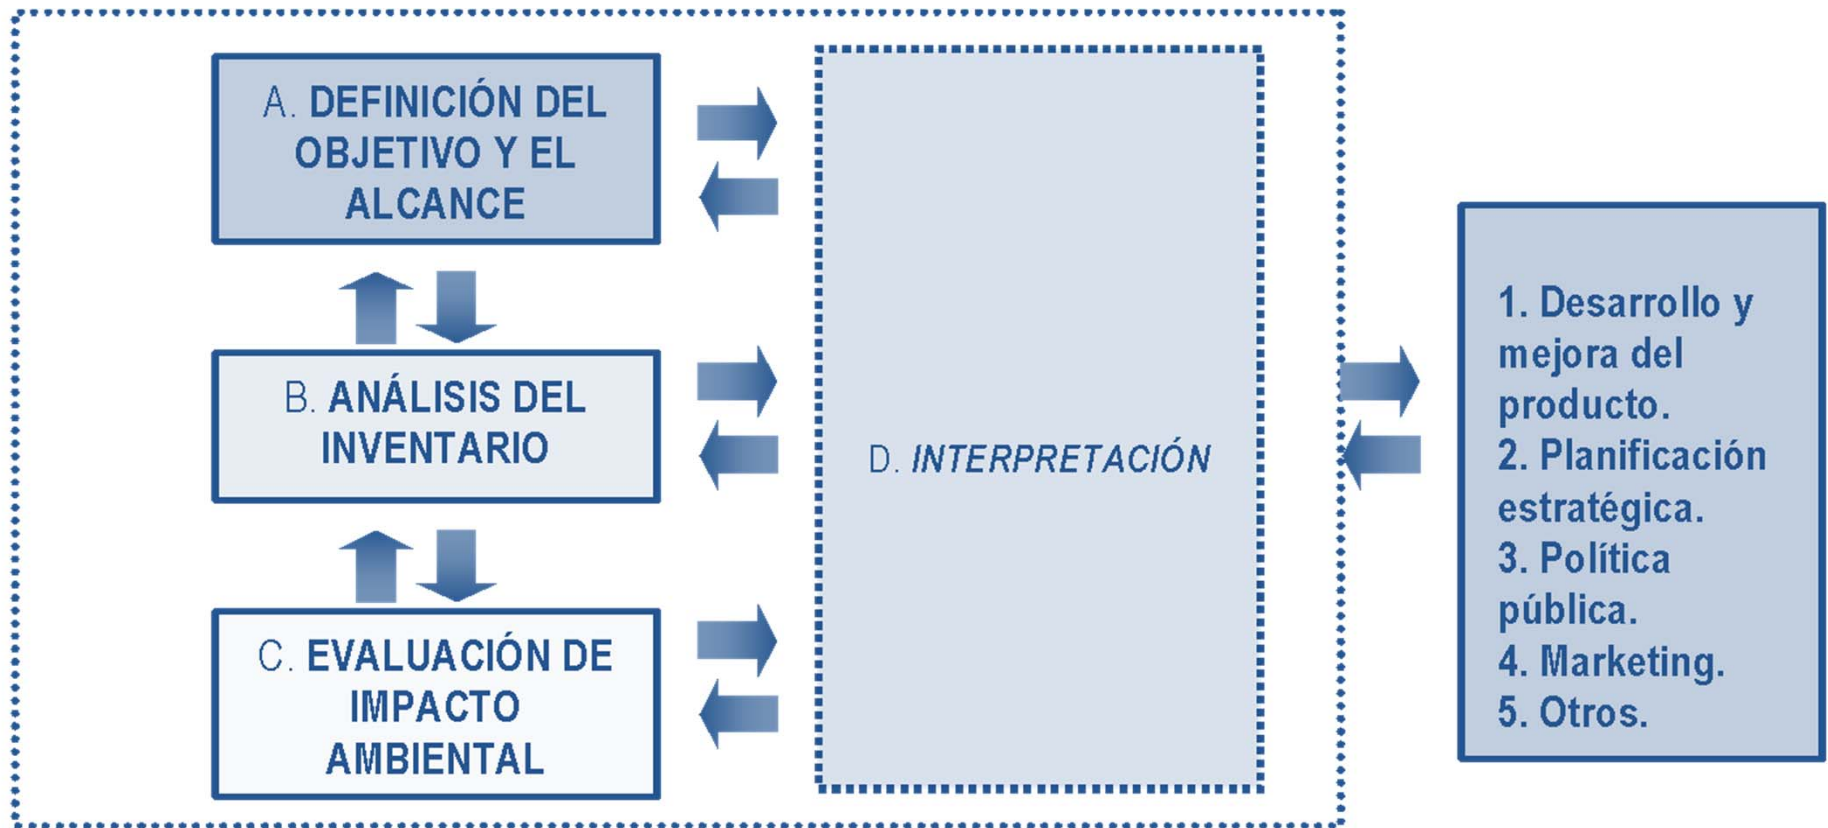 A. DEFINICIÓN DEL
OBJETIVO Y EL
ALCANCE
B. ANÁLISIS DEL
INVENTARIO
C. EVALUACIÓN DE
IMPACTO
AMBIENTAL
D. INTERPRETACIÓN
1. Desarrollo y
mejora del
producto.
2. Planificación
estratégica.
3. Política
pública.
4. Marketing.
5. Otros.